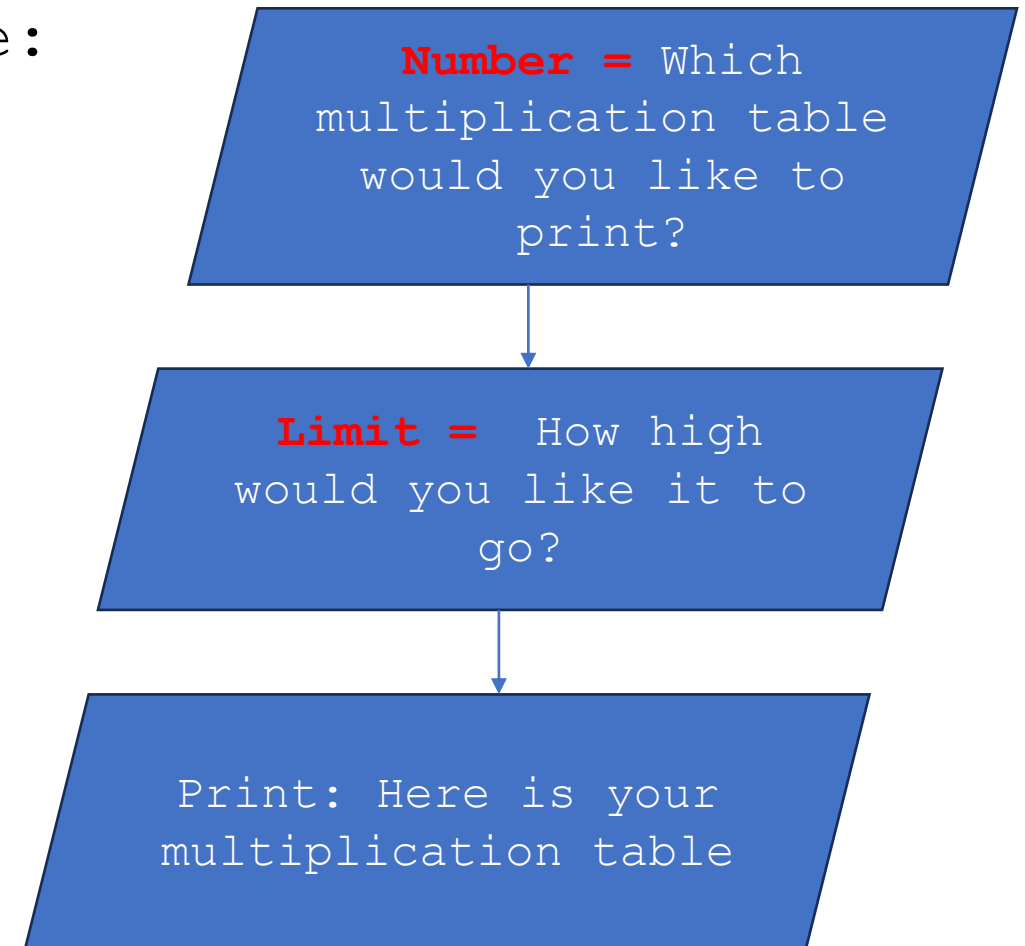 e:
Number = Which
multiplication table
would you like to
print?
Limit =  How high
would you like it to
go?
Print: Here is your
multiplication table